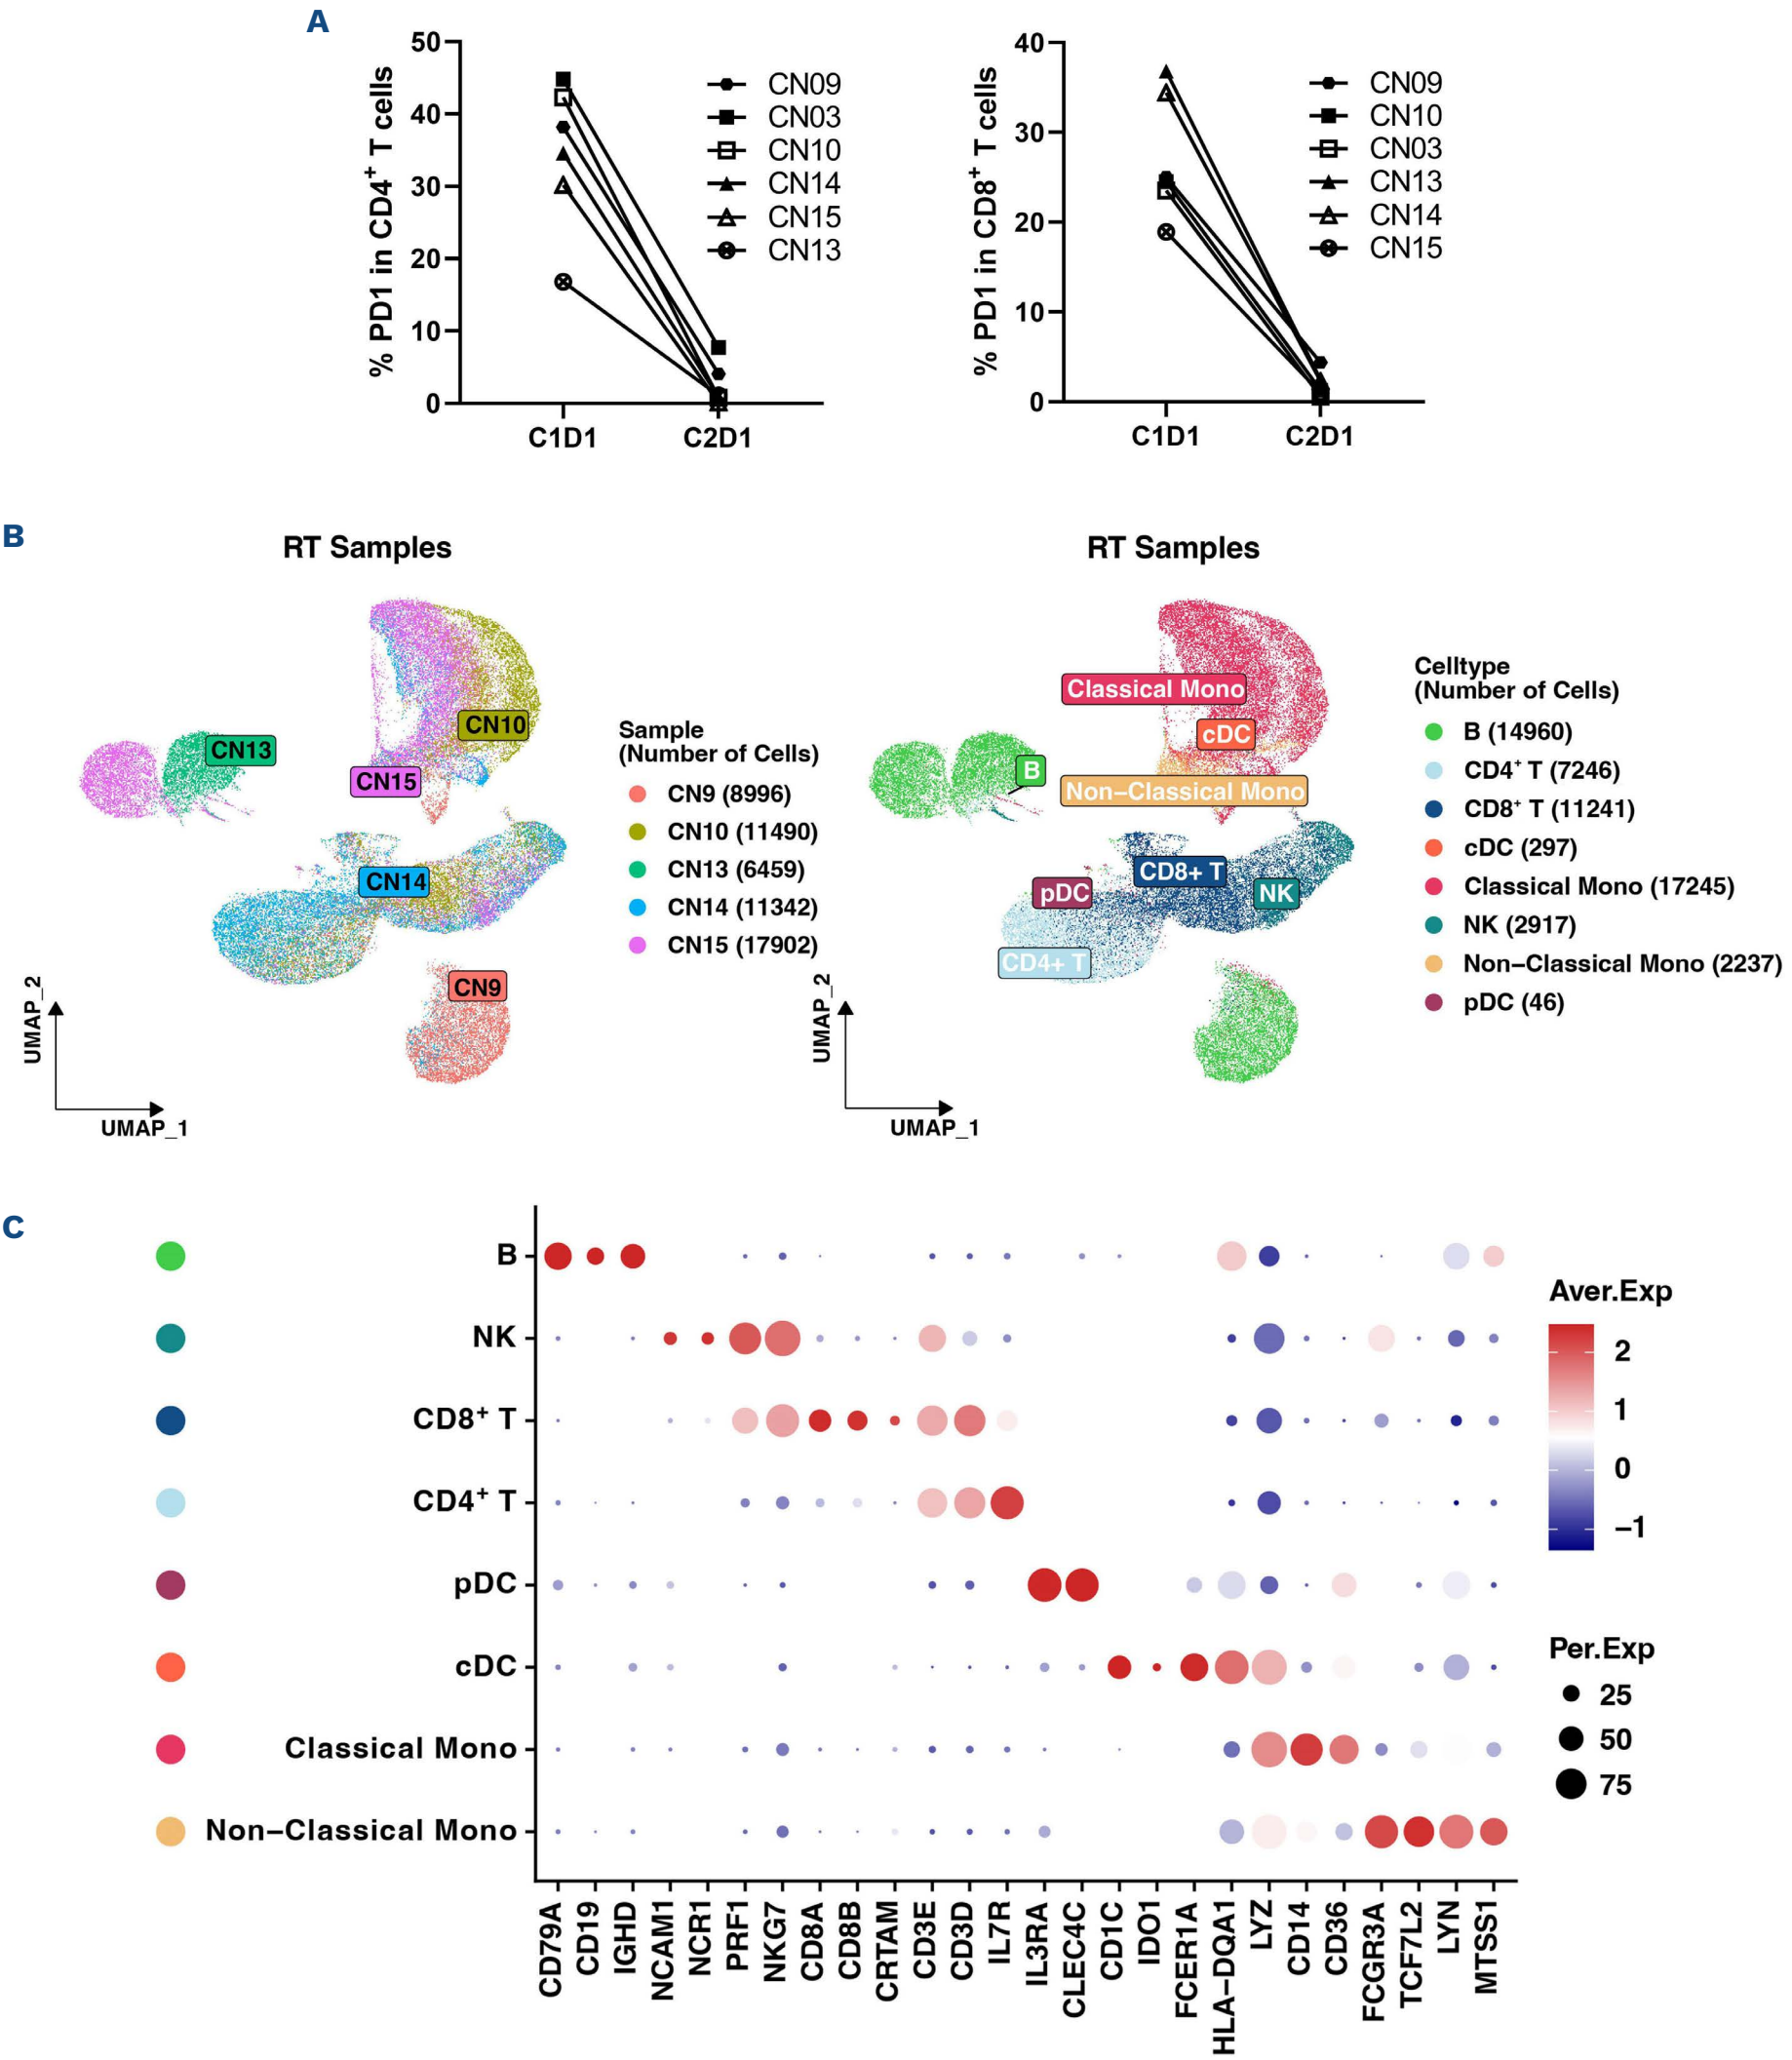 A
% PD1 in CD4+ T cells
50
40
30
20
10
0
C1D1
C2D1
CN09
CN03
CN10
CN14
CN15
CN13
% PD1 in CD8+ T cells
40
30
20
10
0
C1D1
C2D1
CN09
CN10
CN03
CN13
CN14
CN15
B
RT Samples
CN13
CN10
CN15
CN14
CN9
UMAP_2
UMAP_1
Sample
(Number of Cells)
CN9 (8996)
CN10 (11490)
CN13 (6459)
CN14 (11342)
CN15 (17902)
RT Samples
Classical Mono
cDC
B
Non–Classical Mono
CD8+ T
pDC
NK
CD4+ T
UMAP_2
UMAP_1
Celltype
(Number of Cells)
B (14960)
CD4+ T (7246)
CD8+ T (11241)
cDC (297)
Classical Mono (17245)
NK (2917)
Non–Classical Mono (2237)
pDC (46)
C
B
NK
CD8+ T
CD4+ T
pDC
cDC
Classical Mono
Non–Classical Mono
CD79A
CD19
IGHD
NCAM1
NCR1
PRF1
NKG7
CD8A
CD8B
CRTAM
CD3E
CD3D
IL7R
IL3RA
CLEC4C
CD1C
IDO1
FCER1A
HLA–DQA1
LYZ
CD14
CD36
FCGR3A
TCF7L2
LYN
MTSS1
Aver.Exp
2
1
0
–1
Per.Exp
25
50
75